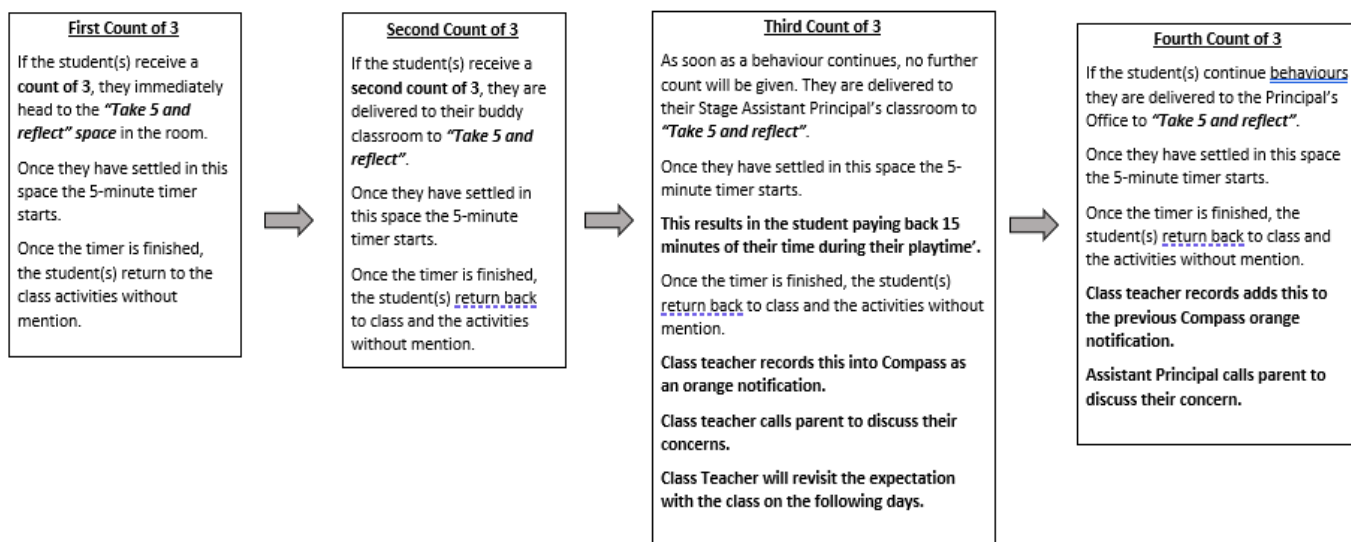 First Count of 3
If the student(s) receive a
count of 3, they immediately
head to the “Take 5 and
reflect” space in the room.
Once they have settled in this
space the 5-minute timer
starts.
Once the timer is finished,
the student(s) return to the
class activities without
mention.
Second Count of 3
If the student(s) receive a
second count of 3, they are
delivered to their buddy
classroom to “Take 5 and
reflect”.
Once they have settled in
this space the 5-minute
timer starts.
Once the timer is finished,
the student(s) return back
to class and the activities
without mention.
Third Count of 3
As soon as a behaviour continues, no further
count will be given. They are delivered to
their Stage Assistant Principal’s classroom to
“Take 5 and reflect”.
Once they have settled in this space the 5-
minute timer starts.
This results in the student paying back 15
minutes of their time during their playtime’.
Once the timer is finished, the student(s)
return back to class and the activities without
mention.
Class teacher records this into Compass as
an orange notification.
Class teacher calls parent to discuss their
concerns.
Class Teacher will revisit the expectation
with the class on the following days.
Fourth Count of 3
If the student(s) continue behaviours
they are delivered to the Principal’s
Office to “Take 5 and reflect”.
Once they have settled in this space
the 5-minute timer starts.
Once the timer is finished, the
student(s) return back to class and
the activities without mention.
Class teacher records adds this to
the previous Compass orange
notification.
Assistant Principal calls parent to
discuss their concern.